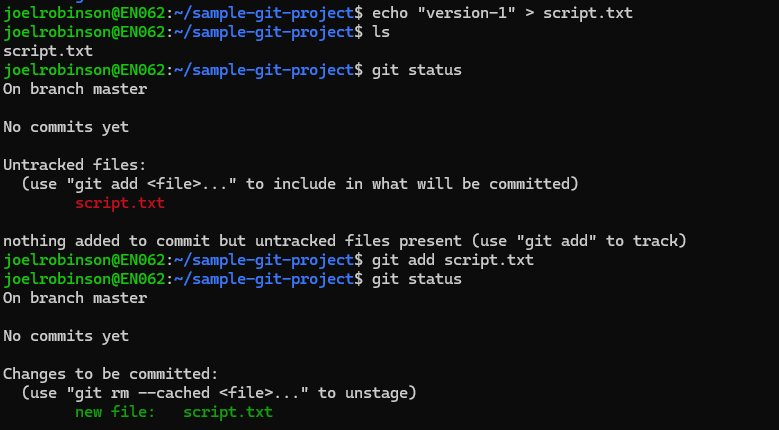 joelrobinson@EN062:~/sample-git-project$ echo "version-1" > script.txt
joelrobinson@EN062:~/sample-git-project$ ls
script.txt
joelrobinson@EN062:~/sample-git-project$ git status
On branch master
No commits yet
Untracked files:
  (use "git add <file>..." to include in what will be committed)
        script.txt
nothing added to commit but untracked files present (use "git add" to track)
joelrobinson@EN062:~/sample-git-project$ git add script.txt
joelrobinson@EN062:~/sample-git-project$ git status
On branch master
No commits yet
Changes to be committed:
  (use "git rm --cached <file>..." to unstage)
        new file:   script.txt